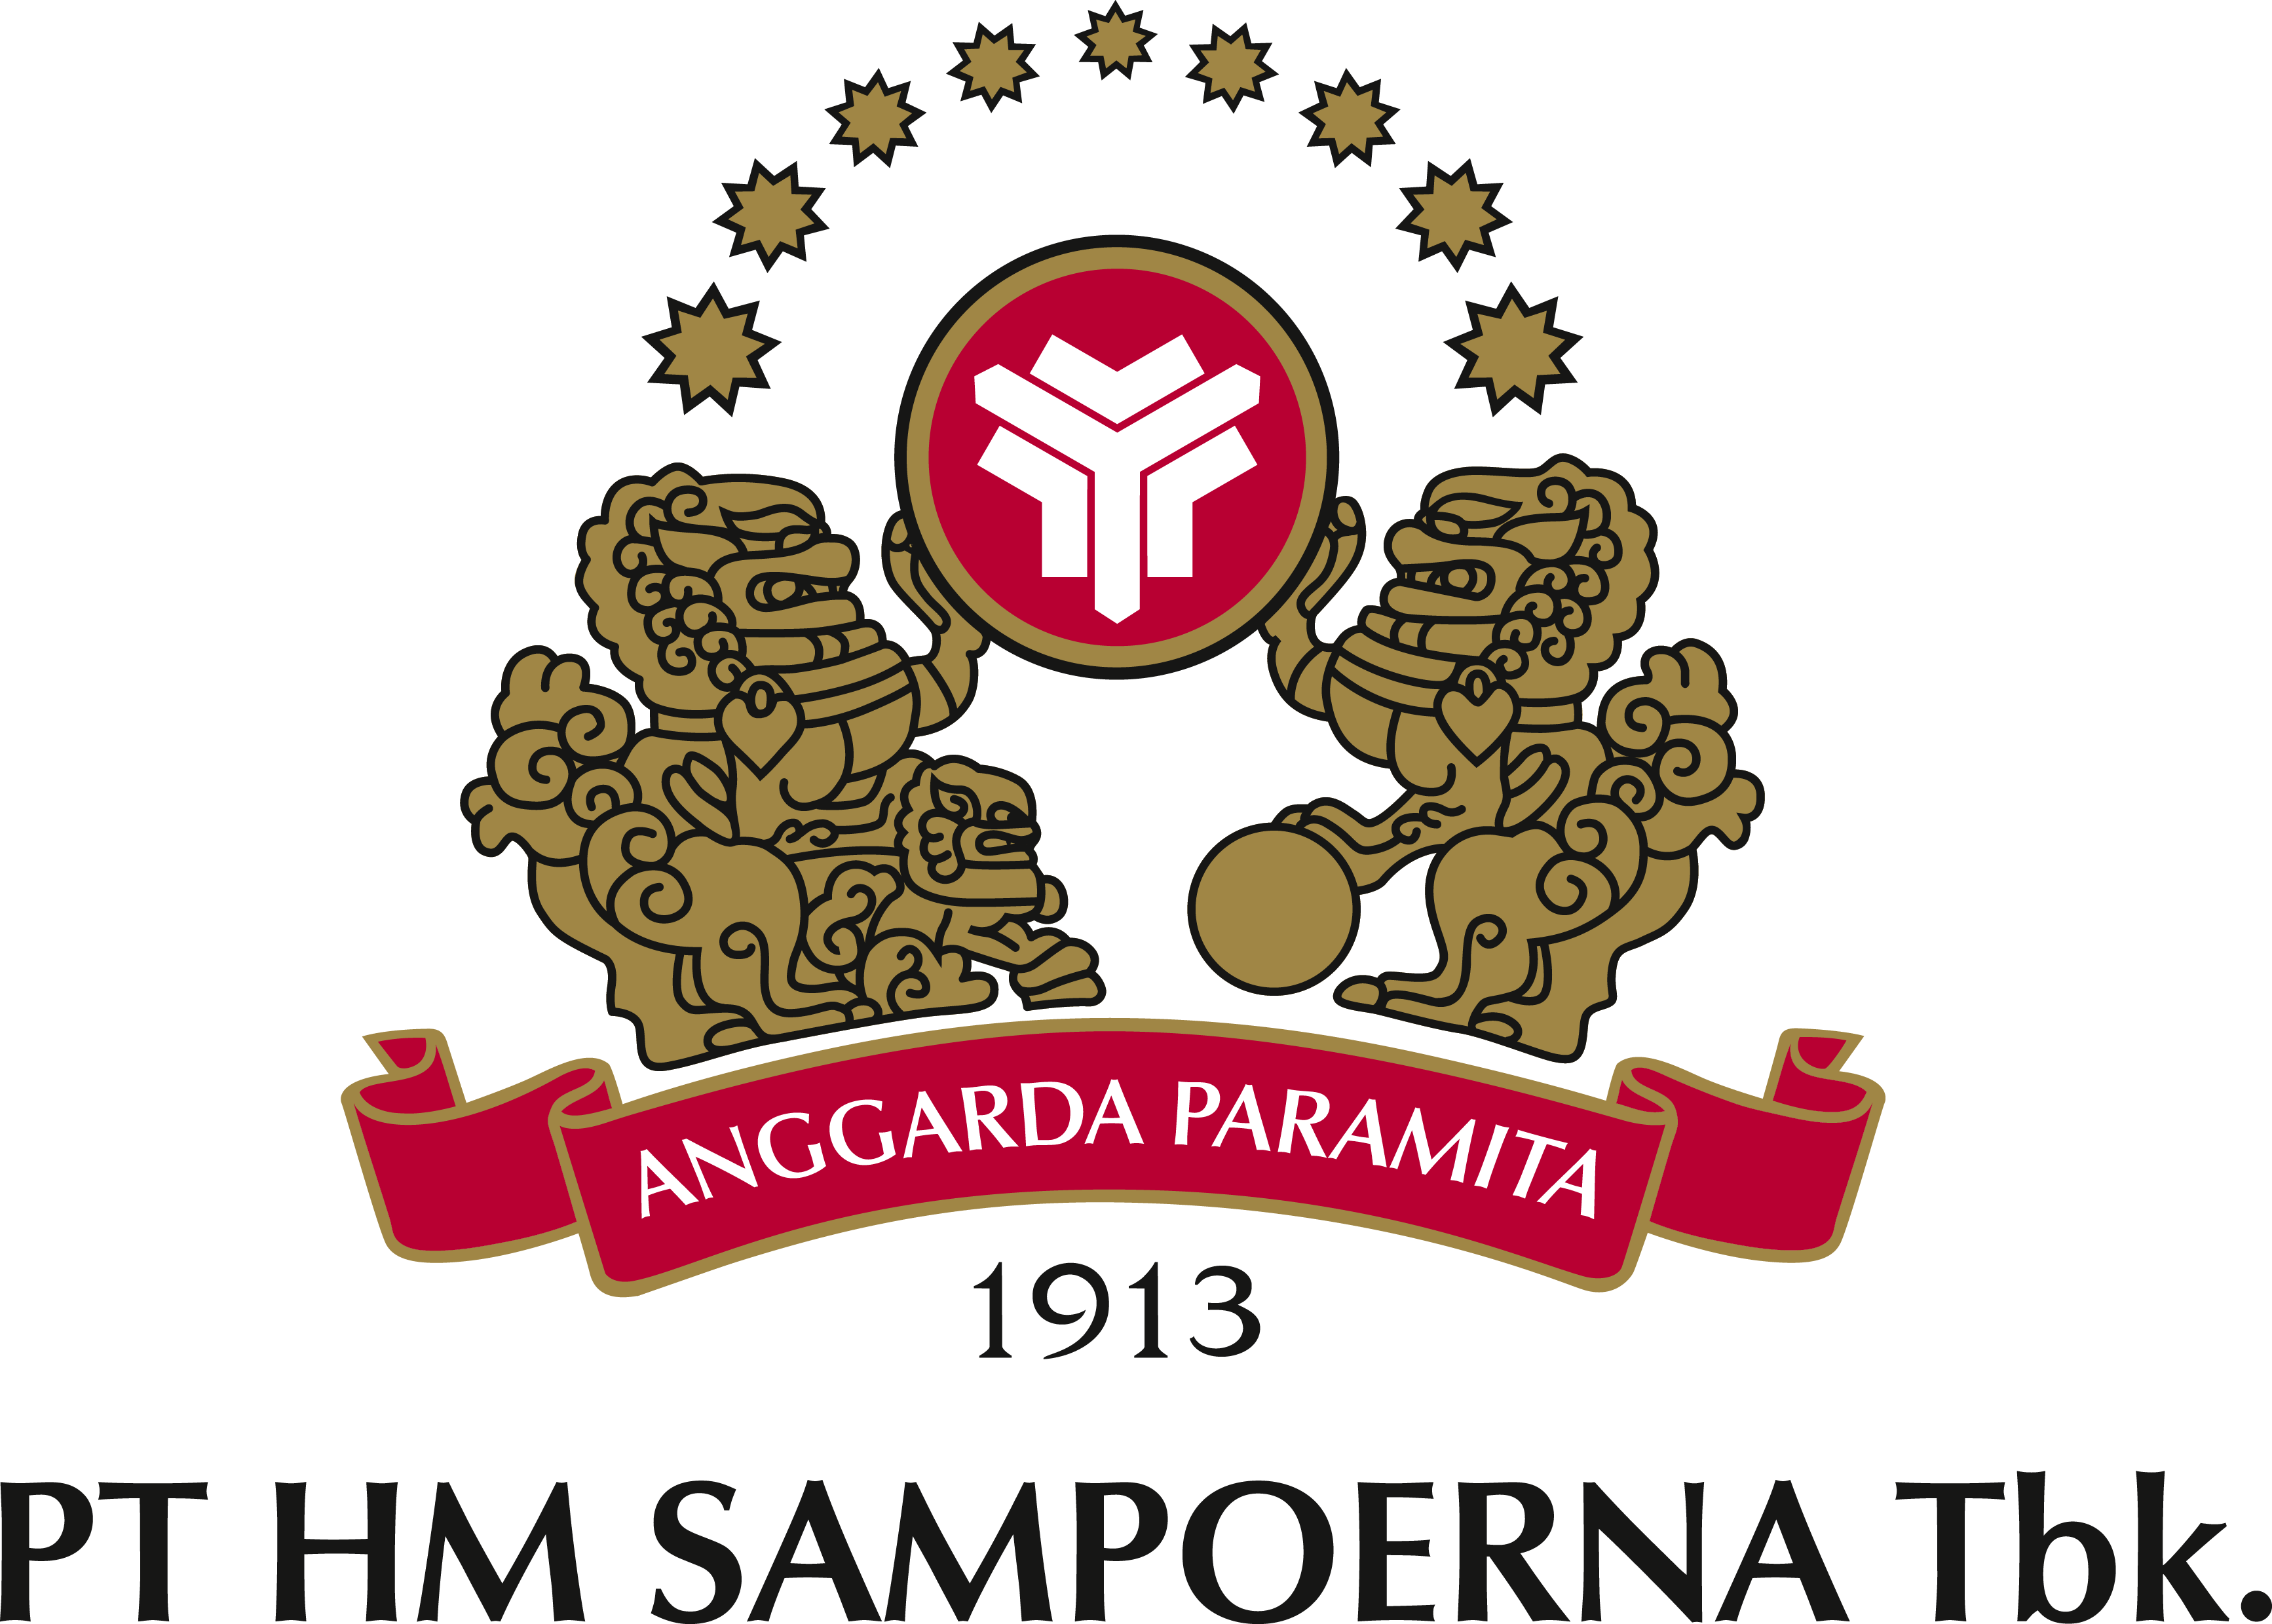 ANGGARDA PARAMITA
1913
PT HM SAMPOERNA Tbk.